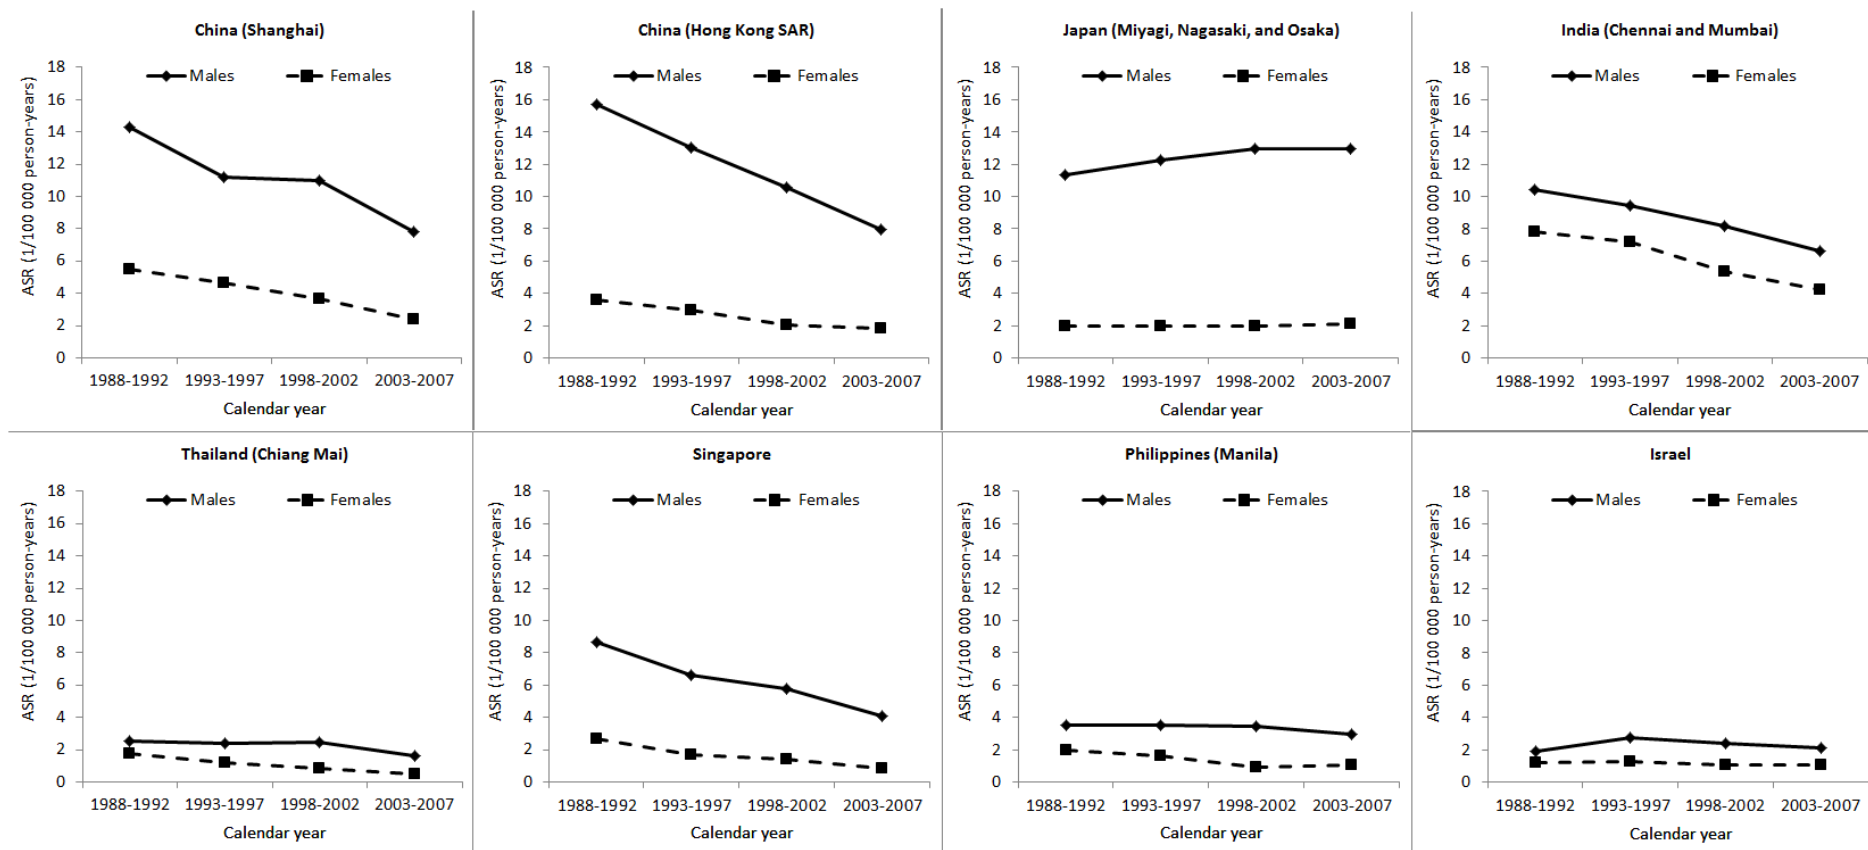 China (Shanghai)
ASR (1/100 000 person-years)
18
16
14
12
10
8
6
4
2
0
Males Females
1988-1992 1993-1997 1998-2002 2003-2007
Calendar year
China (Hong Kong SAR)
ASR (1/100 000 person-years)
18
16
14
12
10
8
6
4
2
0
Males Females
1988-1992 1993-1997 1998-2002 2003-2007
Calendar year
Japan (Miyagi, Nagasaki, and Osaka)
ASR (1/100 000 person-years)
18
16
14
12
10
8
6
4
2
0
Males Females
1988-1992 1993-1997 1998-2002 2003-2007
Calendar year
India (Chennai and Mumbai)
ASR (1/100 000 person-years)
18
16
14
12
10
8
6
4
2
0
Males Females
1988-1992 1993-1997 1998-2002 2003-2007
Calendar year
Thailand (Chiang Mai)
ASR (1/100 000 person-years)
18
16
14
12
10
8
6
4
2
0
Males Females
1988-1992 1993-1997 1998-2002 2003-2007
Calendar year
Singapore
ASR (1/100 000 person-years)
18
16
14
12
10
8
6
4
2
0
Males Females
1988-1992 1993-1997 1998-2002 2003-2007
Calendar year
Philippines (Manila)
ASR (1/100 000 person-years)
18
16
14
12
10
8
6
4
2
0
Males Females
1988-1992 1993-1997 1998-2002 2003-2007
Calendar year
Israel
ASR (1/100 000 person-years)
18
16
14
12
10
8
6
4
2
0
Males Females
1988-1992 1993-1997 1998-2002 2003-2007
Calendar year